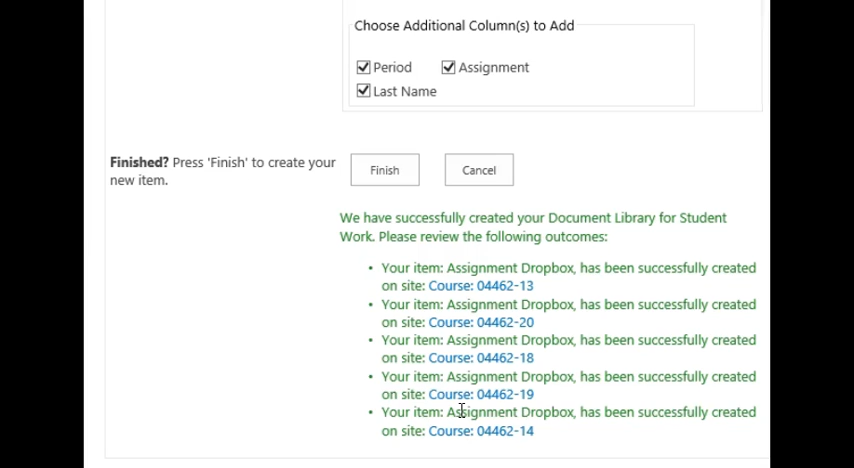 Choose Additional Column(s) to Add
Period Assignment
Last Name
Finished? Press 'Finish' to create your
new item.
Finish Cancel
We have successfully created your Document Library for Student
Work. Please review the following outcomes:
• Your item: Assignment Dropbox, has been successfully created
on site: Course: 04462-13
• Your item: Assignment Dropbox, has been successfully created
on site: Course: 04462-20
• Your item: Assignment Dropbox, has been successfully created
on site: Course: 04462-18
• Your item: Assignment Dropbox, has been successfully created
on site: Course: 04462-19
• Your item: Assignment Dropbox, has been successfully created
on site: Course: 04462-14